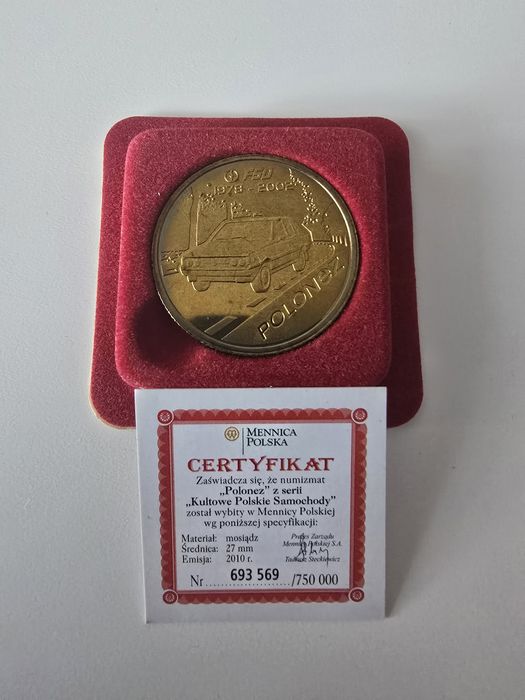 FSO
1978 - 2002
POLONEZ
MENNICA
POLSKA
CERTYFIKAT
Zaświadcza się, że numizmat
„Polonez" z serii
„Kultowe Polskie Samochody"
został wybity w Mennicy Polskiej
wg poniższej specyfikacji:
Materiał: mosiądz
Średnica: 27 mm
Emisja: 2010 r.
Prezes Zarządu
Mennicy Polskiej S.A.
Tadeusz Steckiewicz
Nr 693 569 /750 000